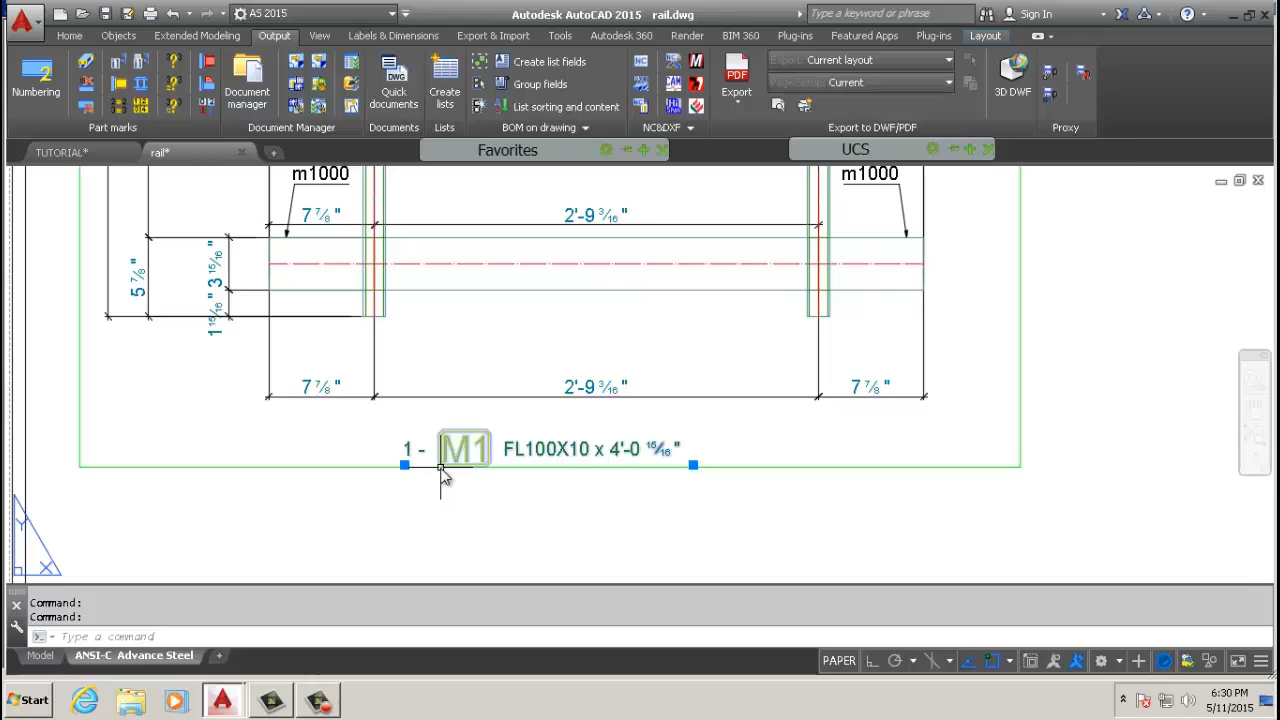 AS 2015
Autodesk AutoCAD 2015 rail.dwg
Type a keyword or phrase
Sign In
Home Objects Extended Modeling Output View Labels & Dimensions Export & Import Tools Autodesk 360 Render BIM 360 Plug-ins Featured Apps Plug-ins Layout
Numbering
Part marks
Document manager
Document Manager
Quick documents
Documents
Create lists
Lists
Create list fields
Group fields
List sorting and content
BOM on drawing
NC
NC&DXF
Export
Export: Current layout
Page Setup: Current
Export to DWF/PDF
3D DWF
Proxy
TUTORIAL* rail*
Favorites
UCS
m1000
m1000
7 7/8 "
2'-9 3/16 "
5 7/8 "
1 15/16 "
3 15/16 "
7 7/8 "
2'-9 3/16 "
7 7/8 "
1 - M1 FL100X10 x 4'-0 15/16 "
Y
X
Command:
Command:
Type a command
Model ANSI-C Advance Steel
PAPER
Start
6:30 PM
5/11/2015